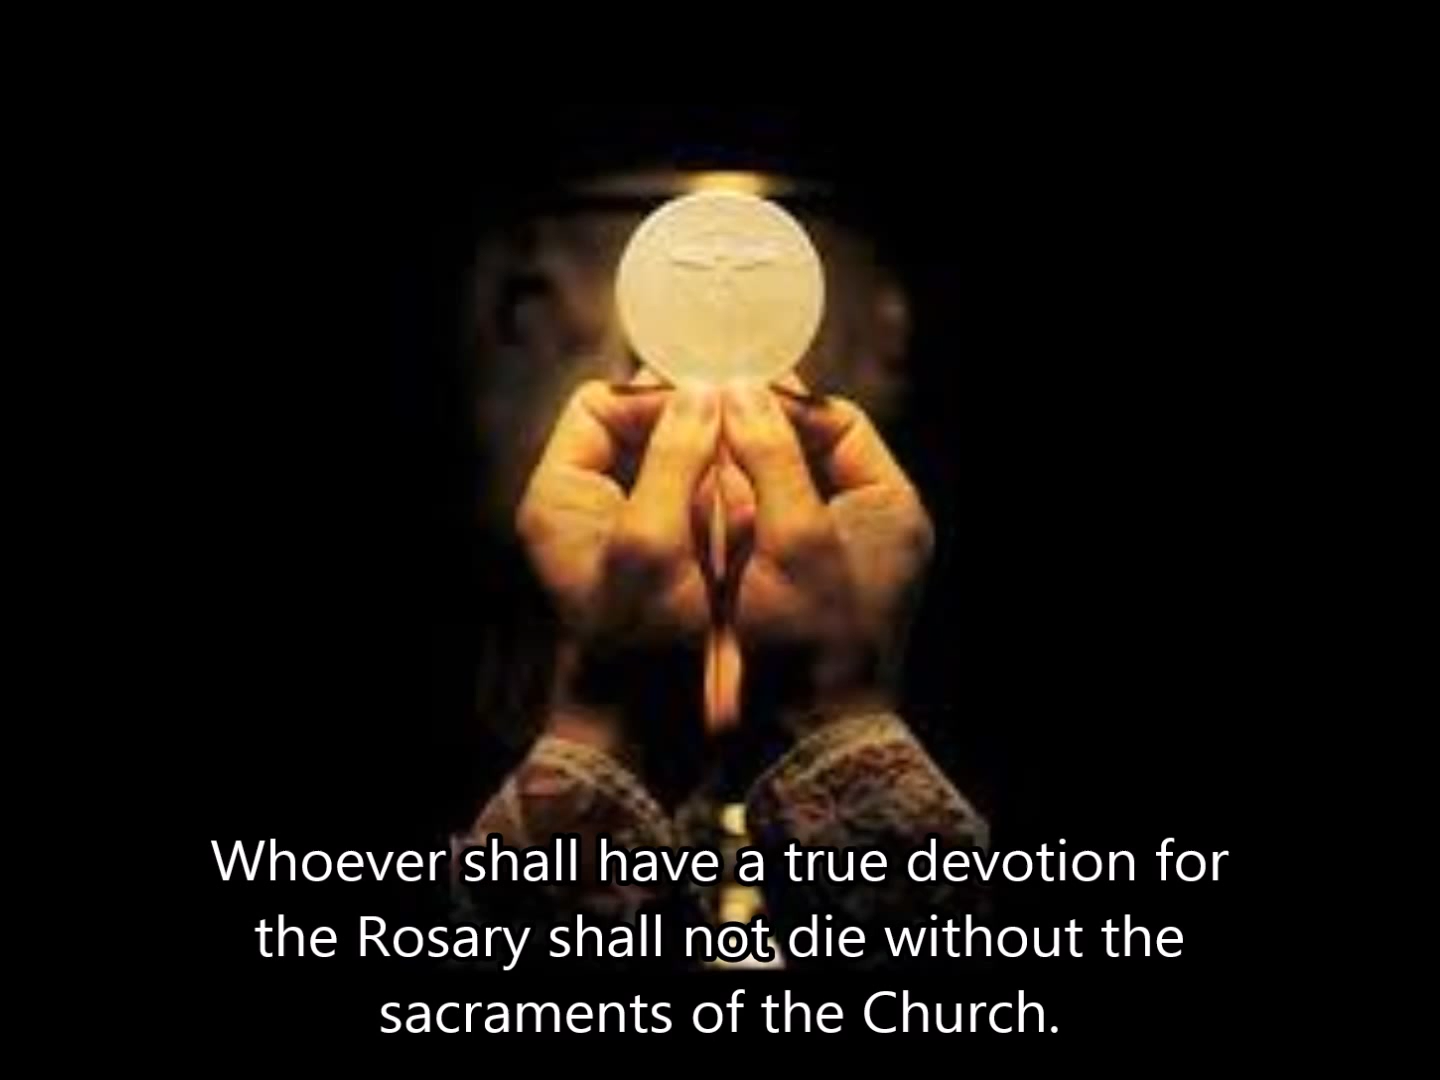 Whoever shall have a true devotion for
the Rosary shall not die without the
sacraments of the Church.